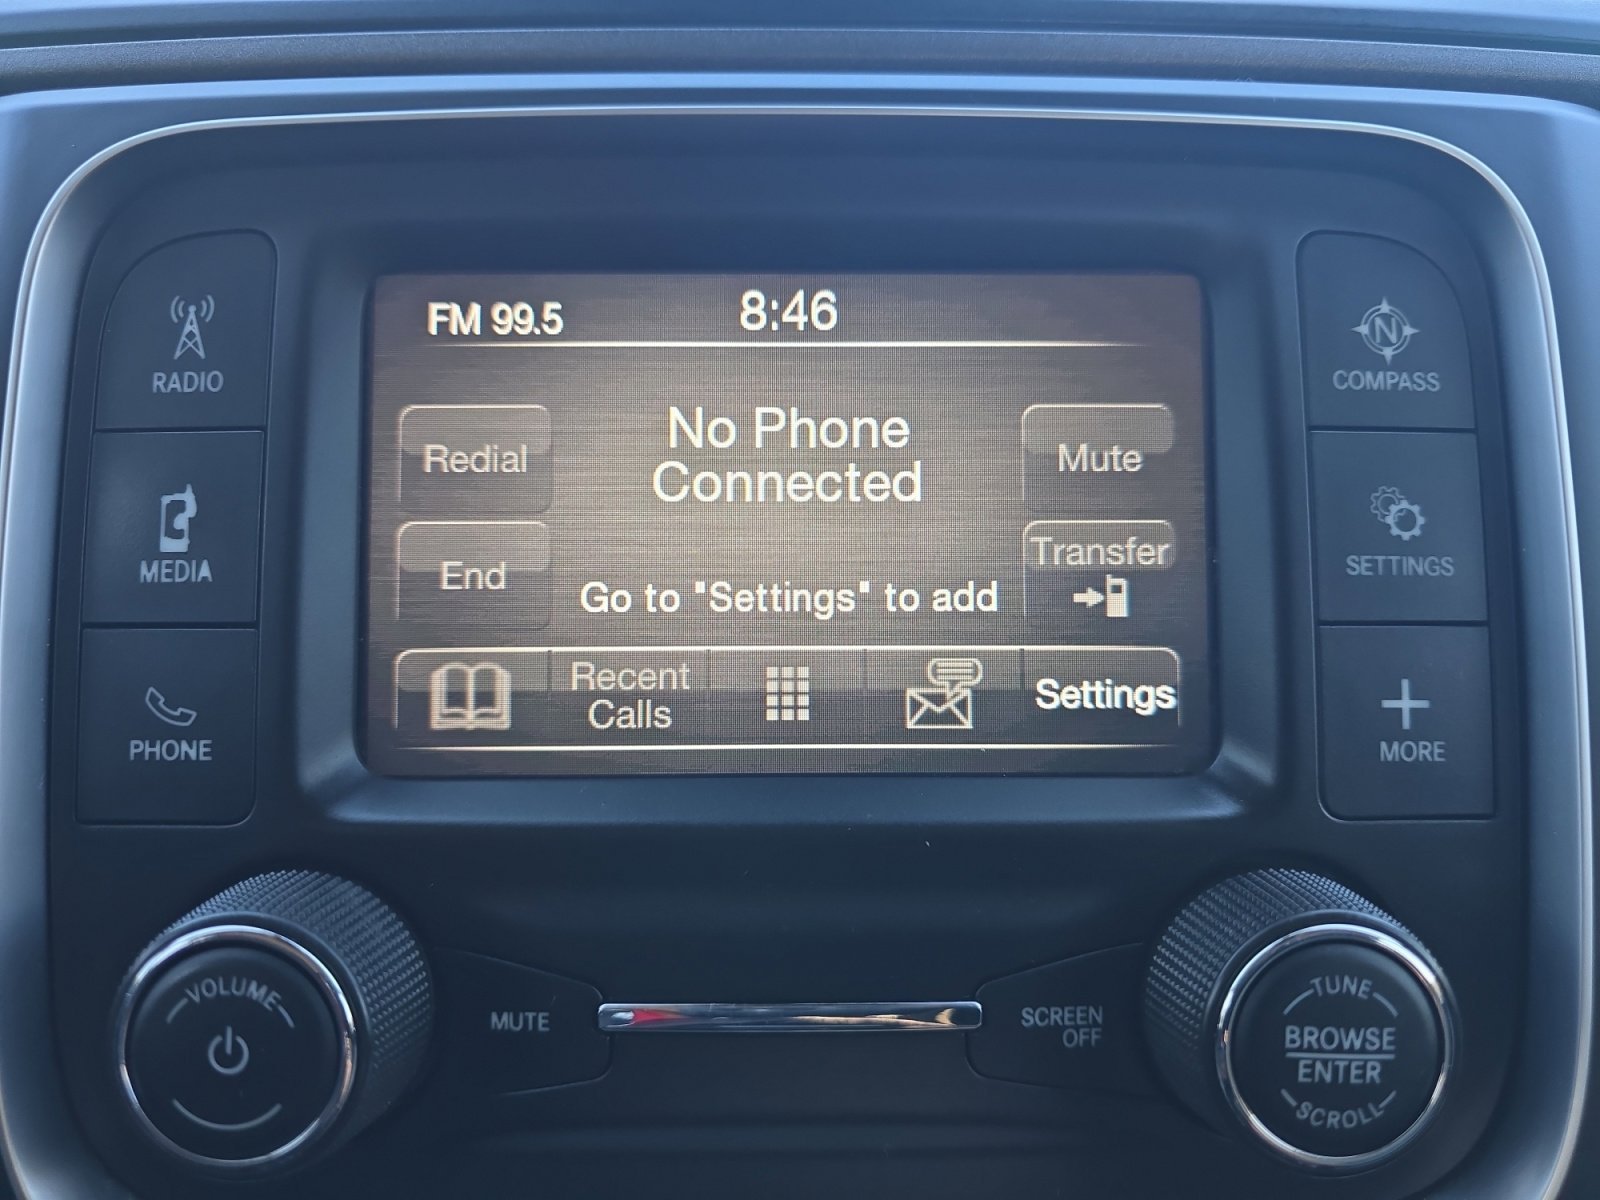 FM 99.5
8:46
RADIO
MEDIA
PHONE
Redial
End
No Phone
Connected
Go to "Settings" to add
Mute
Transfer
Recent
Calls
Settings
N
COMPASS
SETTINGS
MORE
VOLUME
MUTE
SCREEN
OFF
TUNE
BROWSE
ENTER
SCROLL